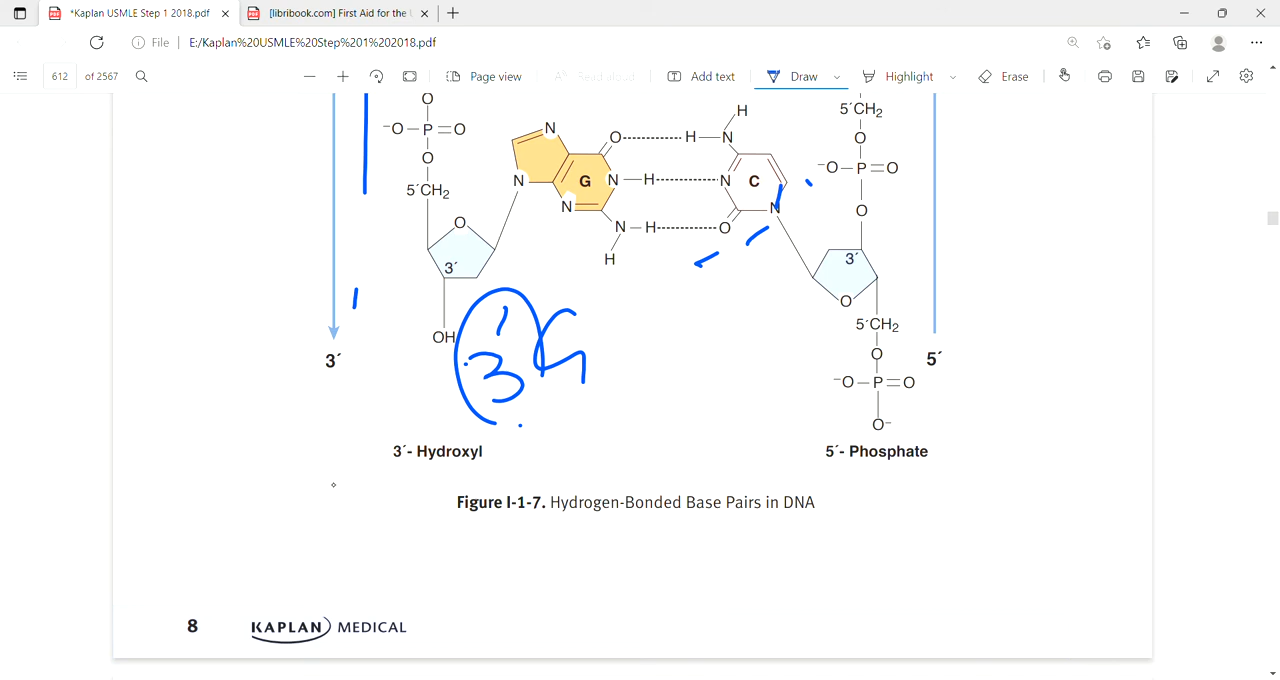 *Kaplan USMLE Step 1 2018.pdf
[libribook.com] First Aid for the U
File
E:/Kaplan%20USMLE%20Step%201%202018.pdf
612 of 2567
Page view
Read aloud
Add text
Draw
Highlight
Erase
O
⁻O–P=O
O
5´CH₂
O
3´
OH
3´
N
N
G
N
O
N–H
N–H
H
H
H–N
N
C
N
O
5´CH₂
O
⁻O–P=O
O
3´
O
5´CH₂
O
⁻O–P=O
O⁻
5´
3'
3´- Hydroxyl
5´- Phosphate
Figure I-1-7. Hydrogen-Bonded Base Pairs in DNA
8
KAPLAN MEDICAL